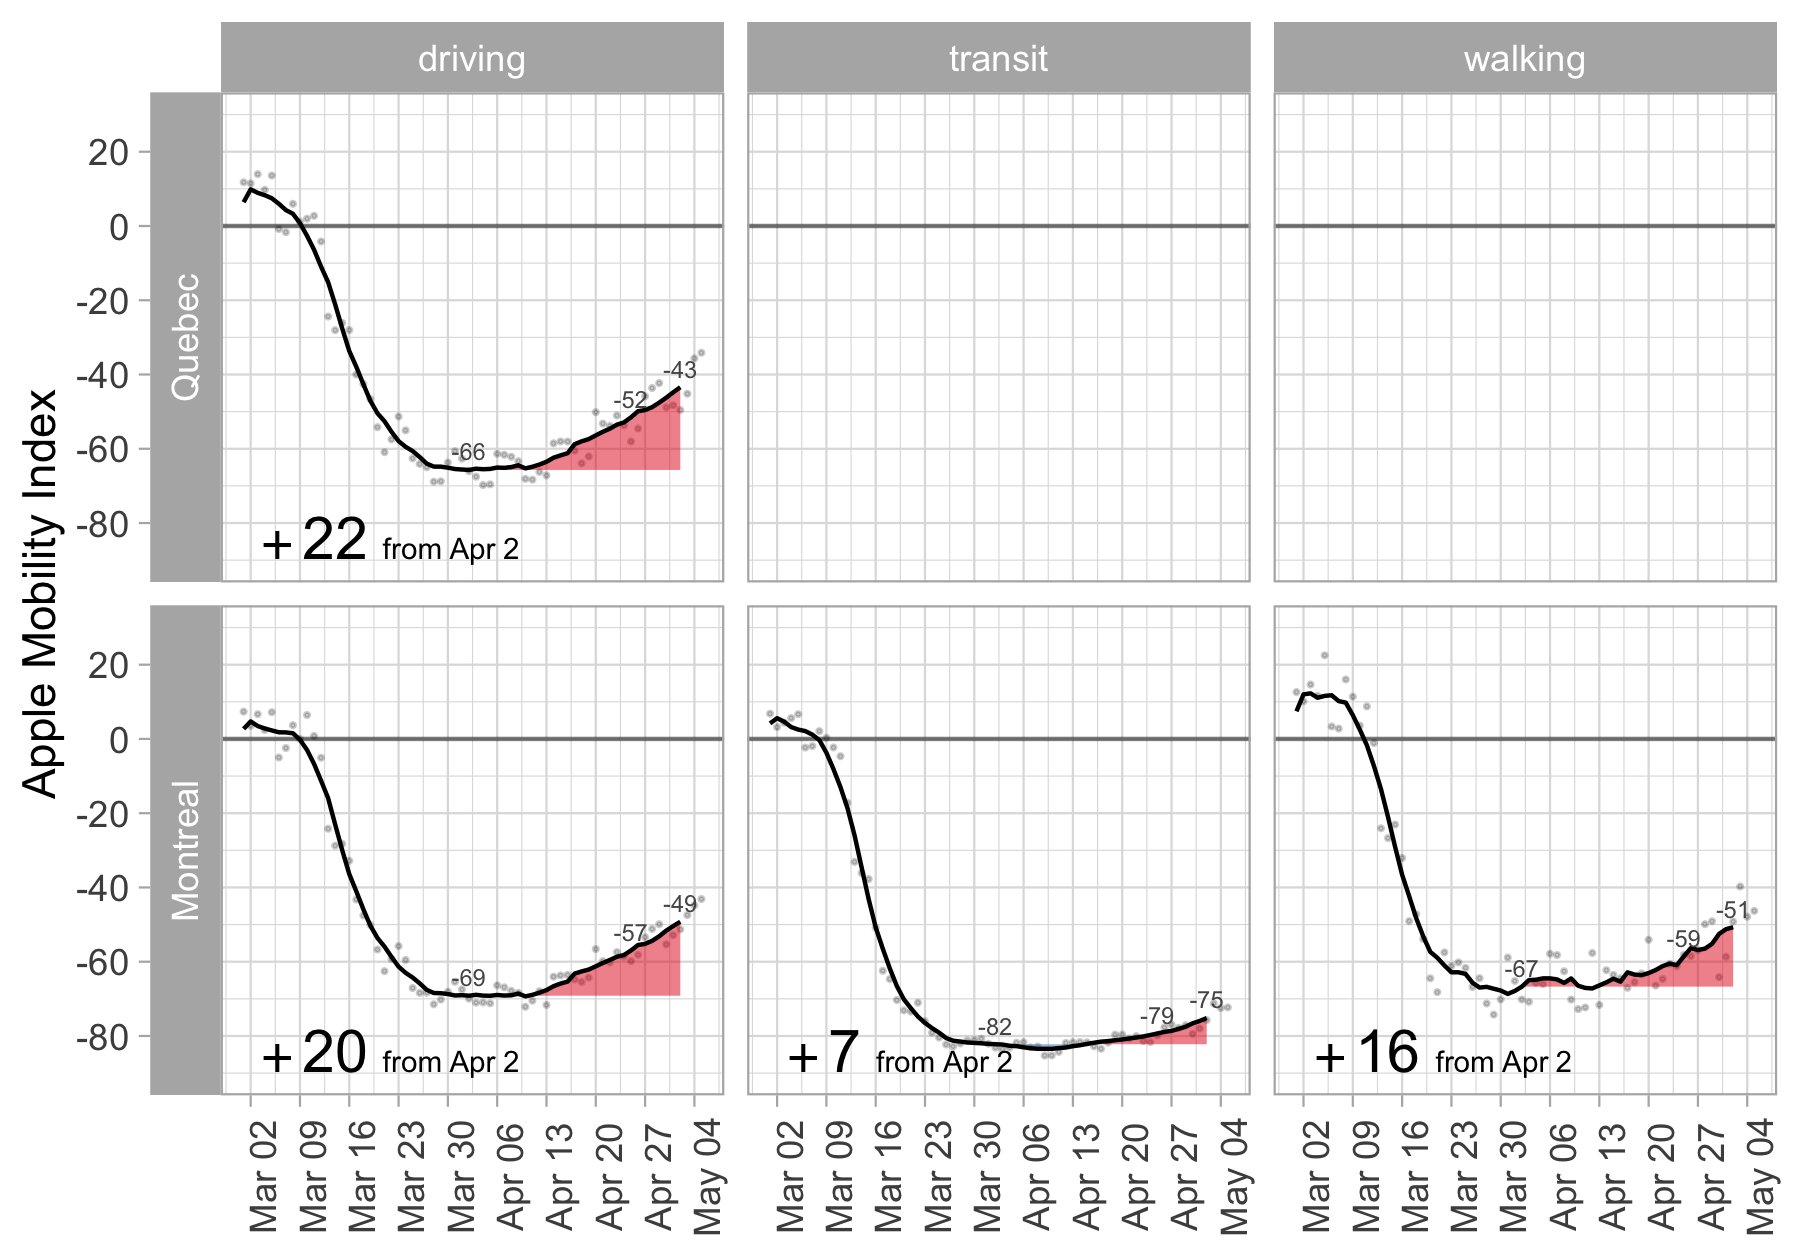 driving transit walking
Apple Mobility Index
Quebec
20
0
-20
-40
-60
-80
-66
-52
-43
+22 from Apr 2
Montreal
20
0
-20
-40
-60
-80
-69
-57
-49
+20 from Apr 2
-82
-79
-75
+7 from Apr 2
-67
-59
-51
+16 from Apr 2
Mar 02 Mar 09 Mar 16 Mar 23 Mar 30 Apr 06 Apr 13 Apr 20 Apr 27 May 04
Mar 02 Mar 09 Mar 16 Mar 23 Mar 30 Apr 06 Apr 13 Apr 20 Apr 27 May 04
Mar 02 Mar 09 Mar 16 Mar 23 Mar 30 Apr 06 Apr 13 Apr 20 Apr 27 May 04